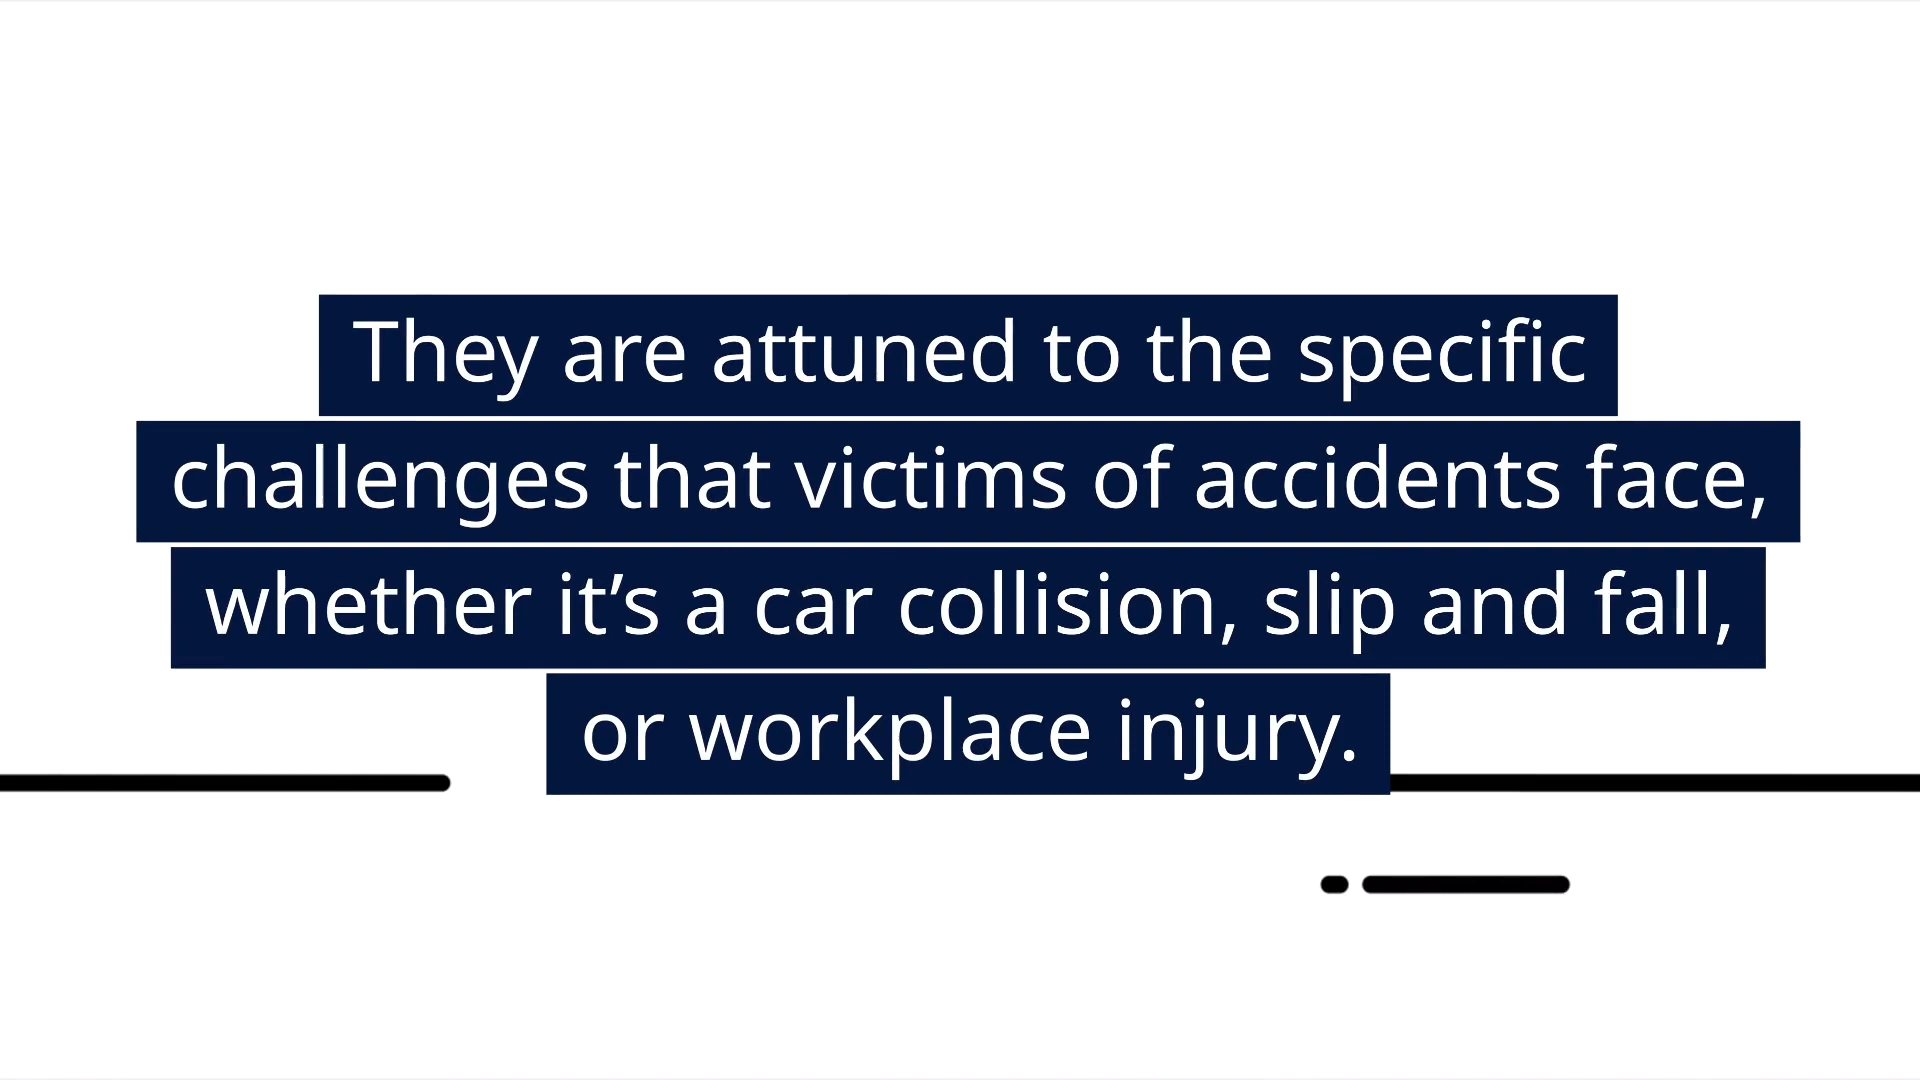 They are attuned to the specific
challenges that victims of accidents face,
whether it’s a car collision, slip and fall,
or workplace injury.